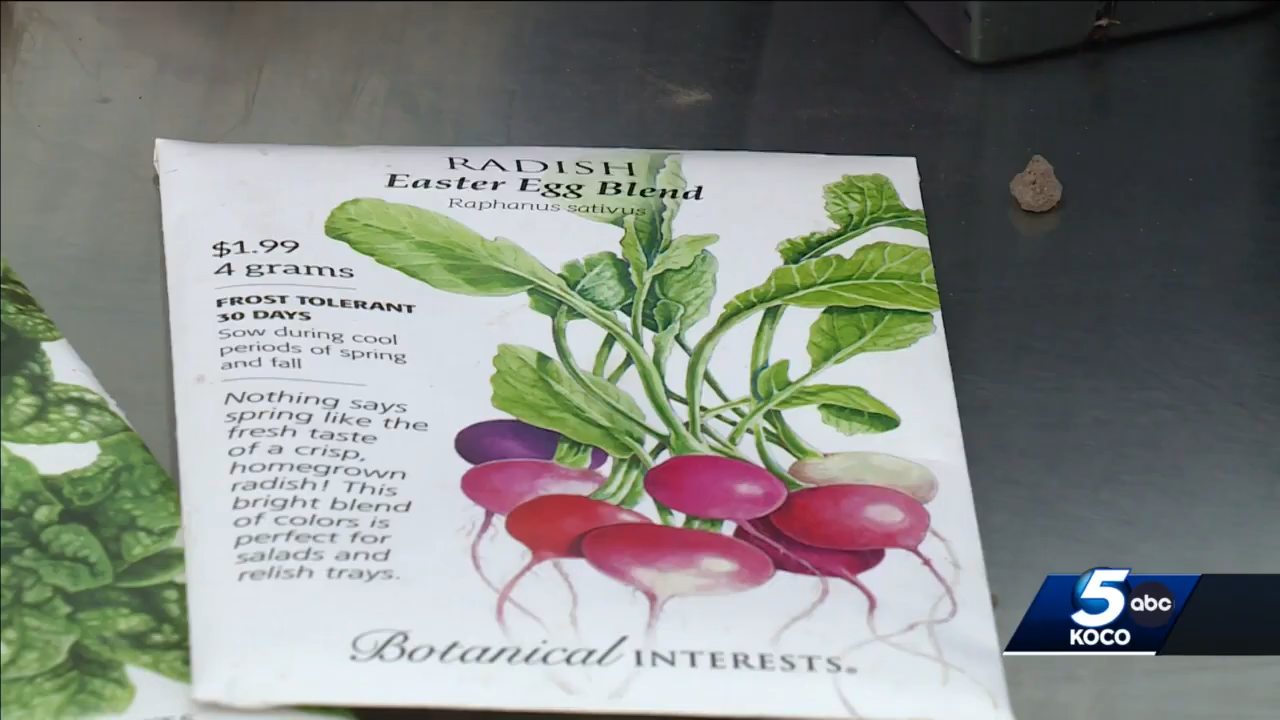 RADISH
Easter Egg Blend
Raphanus sativus
$1.99
4 grams
FROST TOLERANT
30 DAYS
Sow during cool
periods of spring
and fall
Nothing says
spring like the
fresh taste
of a crisp,
homegrown
radish! This
bright blend
of colors is
perfect for
salads and
relish trays.
Botanical INTERESTS®
5 abc
KOCO